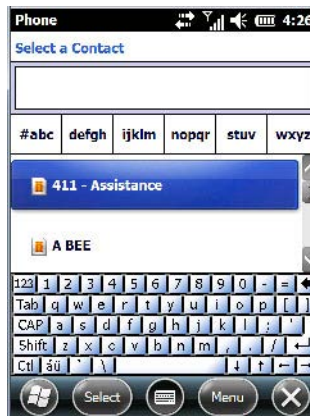 Phone 4:26
Select a Contact
#abc defgh ijklm nopqr stuv wxyz
411 - Assistance
A BEE
123 1 2 3 4 5 6 7 8 9 0 - =
Tab q w e r t y u i o p [ ]
CAP a s d f g h j k l ; '
Shift z x c v b n m , . /
Ctl áü ` \
Select Menu